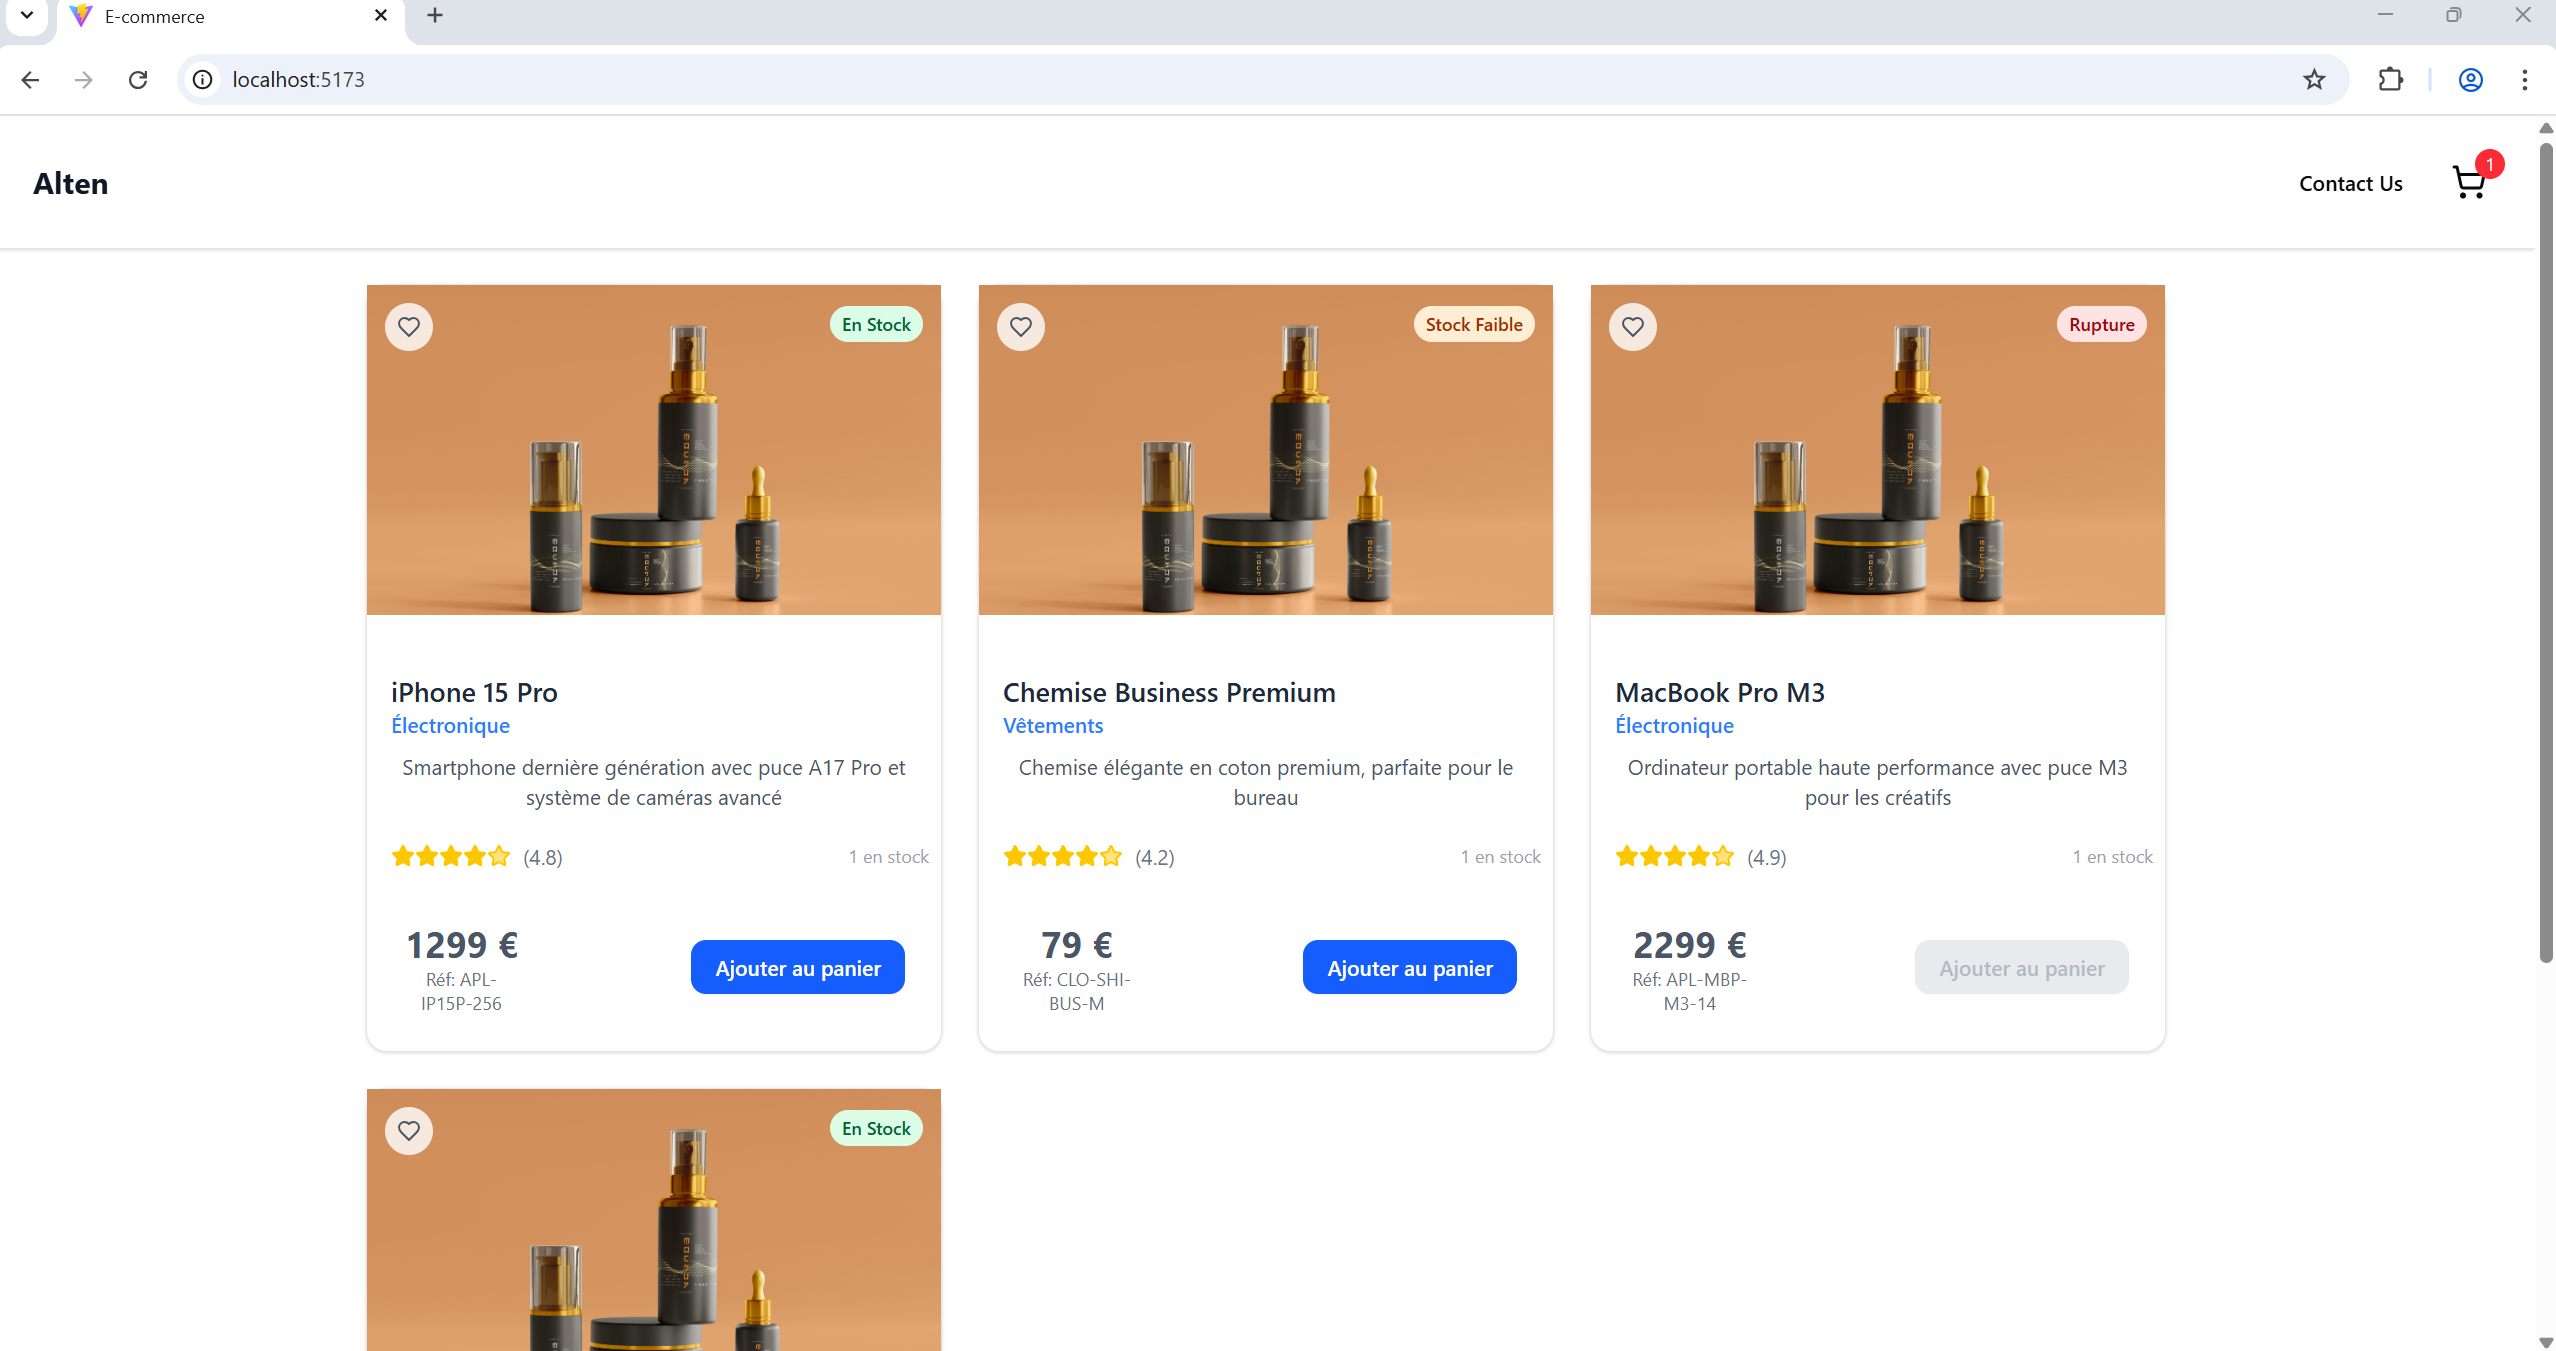 E-commerce
localhost:5173
Alten
Contact Us
1
En Stock
Stock Faible
Rupture
MOCKUP
MOCKUP
MOCKUP
iPhone 15 Pro
Électronique
Smartphone dernière génération avec puce A17 Pro et
système de caméras avancé
(4.8)
1 en stock
1299 €
Réf: APL-
IP15P-256
Ajouter au panier
Chemise Business Premium
Vêtements
Chemise élégante en coton premium, parfaite pour le
bureau
(4.2)
1 en stock
79 €
Réf: CLO-SHI-
BUS-M
Ajouter au panier
MacBook Pro M3
Électronique
Ordinateur portable haute performance avec puce M3
pour les créatifs
(4.9)
1 en stock
2299 €
Réf: APL-MBP-
M3-14
Ajouter au panier
En Stock
MOCKUP